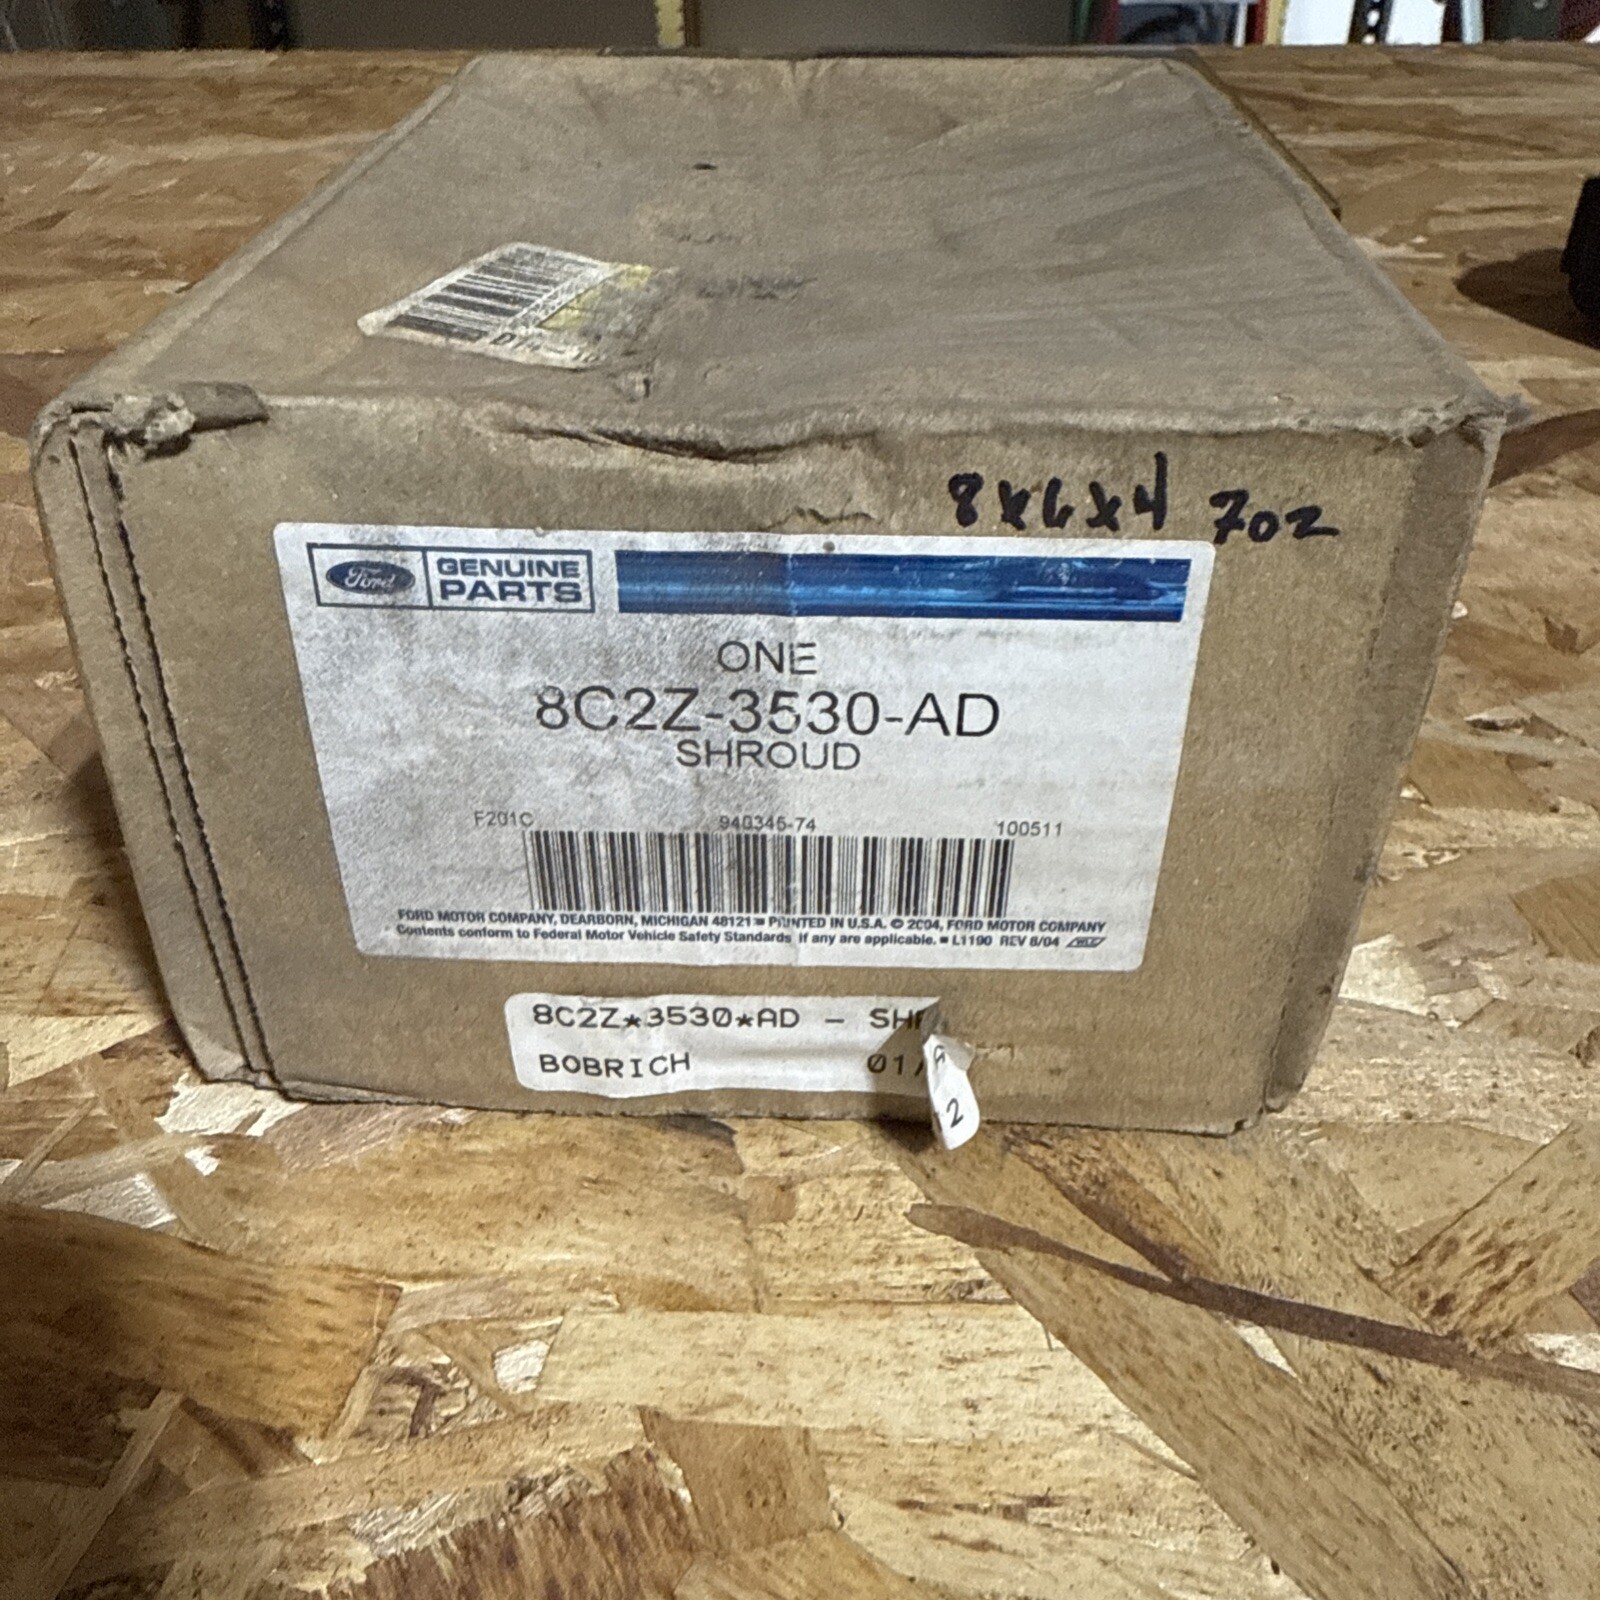 8x6x4 7oz
Ford GENUINE PARTS
ONE
8C2Z-3530-AD
SHROUD
F201C 940345-74 100511
FORD MOTOR COMPANY, DEARBORN, MICHIGAN 48121 ■ PRINTED IN U.S.A. © 2004, FORD MOTOR COMPANY
Contents conform to Federal Motor Vehicle Safety Standards if any are applicable. ■ L1190 REV 8/04
8C2Z*3530*AD -
BOBRICH 01/
2